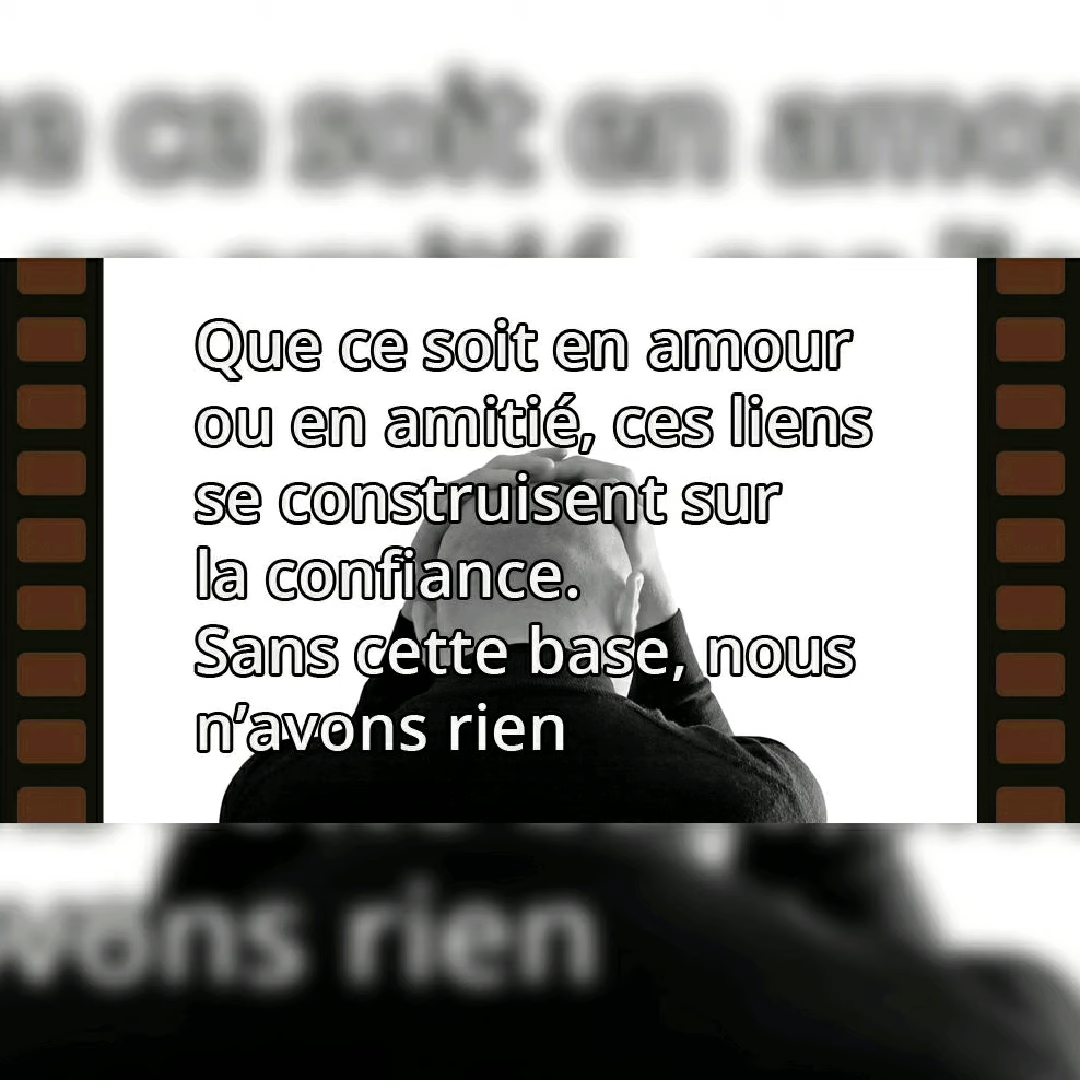 Que ce soit en amour
ou en amitié, ces liens
se construisent sur
la confiance.
Sans cette base, nous
n’avons rien